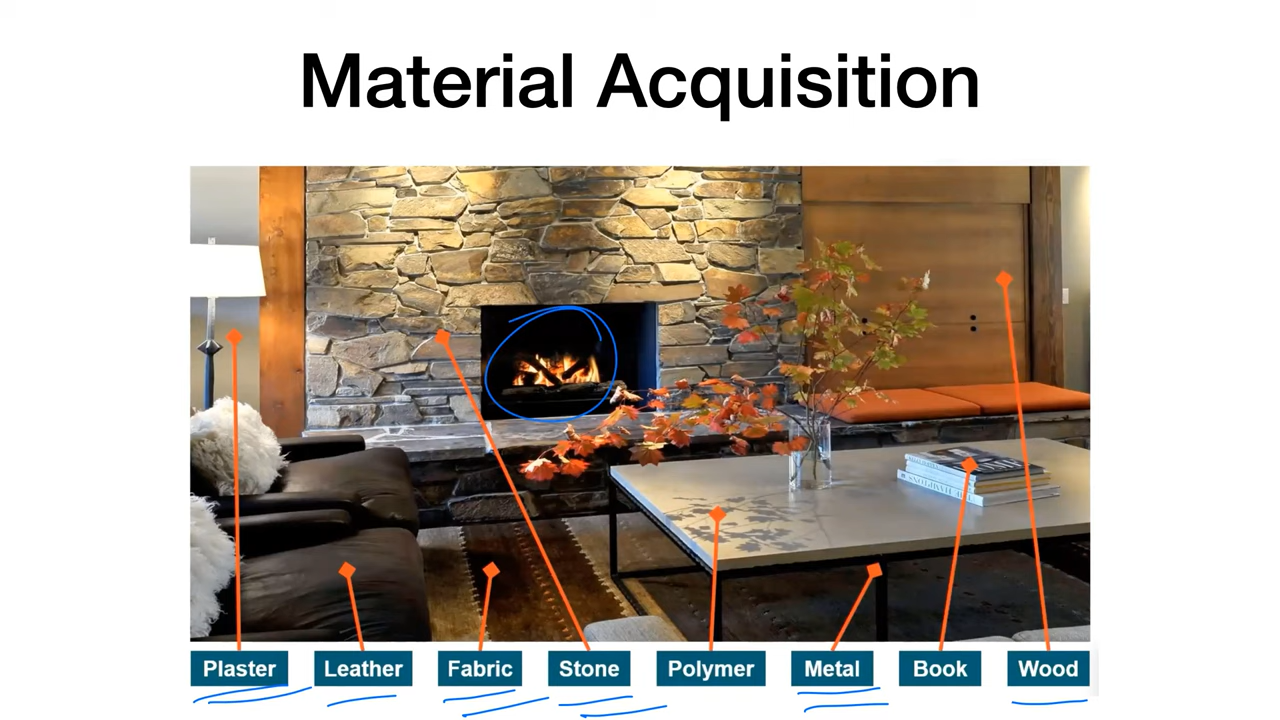 Material Acquisition
Plaster Leather Fabric Stone Polymer Metal Book Wood